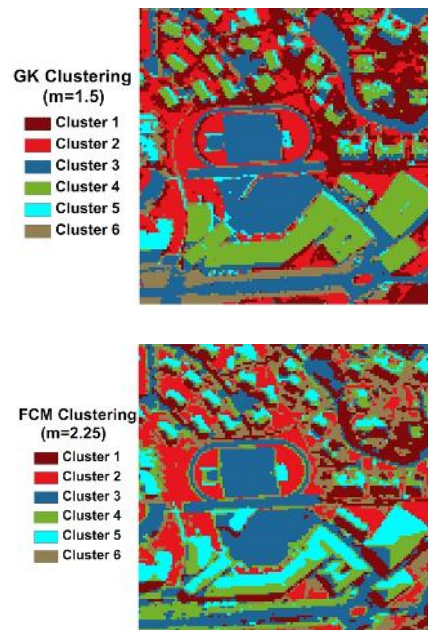 GK Clustering
(m=1.5)
Cluster 1
Cluster 2
Cluster 3
Cluster 4
Cluster 5
Cluster 6
FCM Clustering
(m=2.25)
Cluster 1
Cluster 2
Cluster 3
Cluster 4
Cluster 5
Cluster 6